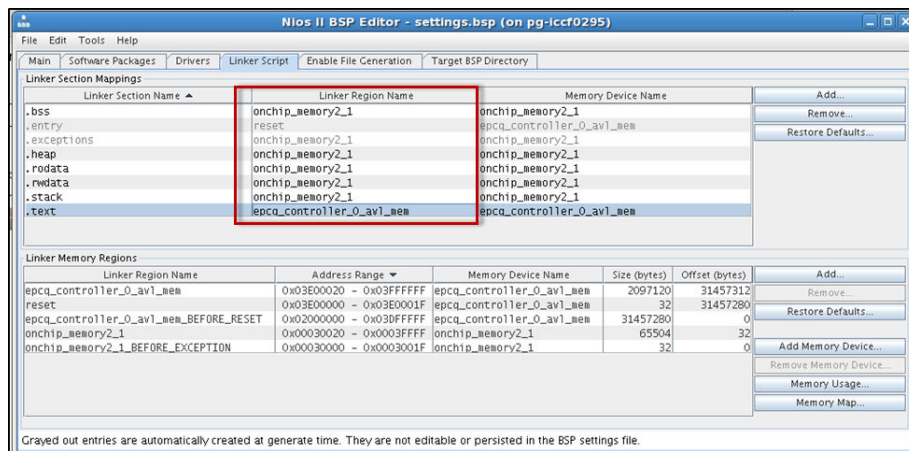 Nios II BSP Editor - settings.bsp (on pg-iccf0295)
File Edit Tools Help
Main Software Packages Drivers Linker Script Enable File Generation Target BSP Directory
Linker Section Mappings
Linker Section Name Linker Region Name Memory Device Name Add...
.bss onchip_memory2_1 onchip_memory2_1 Remove...
.entry reset epcq_controller_0_avl_mem Restore Defaults...
.exceptions onchip_memory2_1 onchip_memory2_1
.heap onchip_memory2_1 onchip_memory2_1
.rodata onchip_memory2_1 onchip_memory2_1
.rwdata onchip_memory2_1 onchip_memory2_1
.stack onchip_memory2_1 onchip_memory2_1
.text epcq_controller_0_avl_mem epcq_controller_0_avl_mem
Linker Memory Regions
Linker Region Name Address Range Memory Device Name Size (bytes) Offset (bytes) Add...
epcq_controller_0_avl_mem 0x03E00020 - 0x03FFFFFF epcq_controller_0_avl_mem 2097120 31457312 Remove...
reset 0x03E00000 - 0x03E0001F epcq_controller_0_avl_mem 32 31457280 Restore Defaults...
epcq_controller_0_avl_mem_BEFORE_RESET 0x02000000 - 0x03DFFFFF epcq_controller_0_avl_mem 31457280 0
onchip_memory2_1 0x00030020 - 0x0003FFFF onchip_memory2_1 65504 32
onchip_memory2_1_BEFORE_EXCEPTION 0x00030000 - 0x0003001F onchip_memory2_1 32 0 Add Memory Device...
Remove Memory Device...
Memory Usage...
Memory Map...
Grayed out entries are automatically created at generate time. They are not editable or persisted in the BSP settings file.